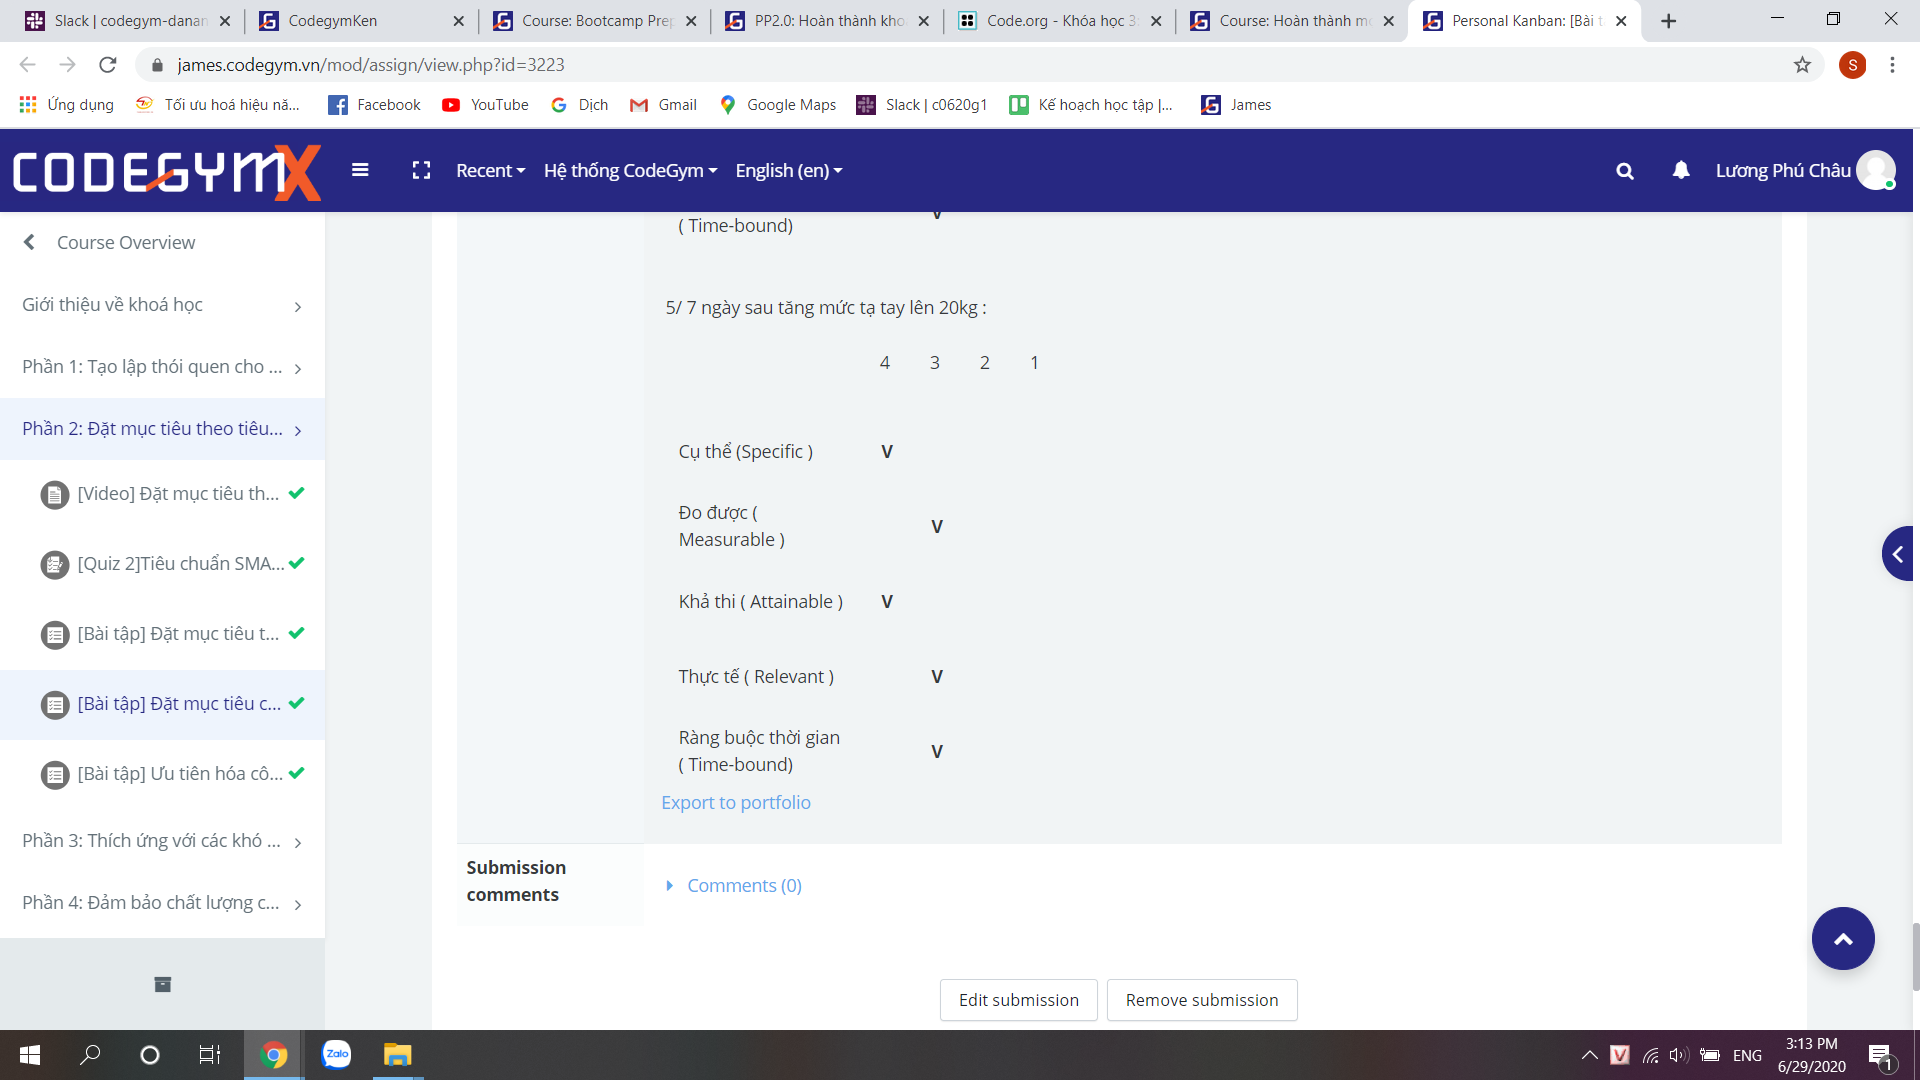 Slack | codegym-danan
CodegymKen
Course: Bootcamp Prep
PP2.0: Hoàn thành kho
Code.org - Khóa học 3:
Course: Hoàn thành mo
Personal Kanban: [Bài t
james.codegym.vn/mod/assign/view.php?id=3223
S
Ứng dụng
Tối ưu hoá hiệu nă...
Facebook
YouTube
Dịch
Gmail
Google Maps
Slack | c0620g1
Kế hoạch học tập |...
James
CODEGYMX
Recent
Hệ thống CodeGym
English (en)
Lương Phú Châu
Course Overview
Giới thiệu về khoá học
Phần 1: Tạo lập thói quen cho ...
Phần 2: Đặt mục tiêu theo tiêu...
[Video] Đặt mục tiêu th...
[Quiz 2]Tiêu chuẩn SMA...
[Bài tập] Đặt mục tiêu t...
[Bài tập] Đặt mục tiêu c...
[Bài tập] Ưu tiên hóa cô...
Phần 3: Thích ứng với các khó ...
Phần 4: Đảm bảo chất lượng c...
( Time-bound) V
5/ 7 ngày sau tăng mức tạ tay lên 20kg :
4 3 2 1
Cụ thể (Specific ) V
Đo được (
Measurable ) V
Khả thi ( Attainable ) V
Thực tế ( Relevant ) V
Ràng buộc thời gian
( Time-bound) V
Export to portfolio
Submission
comments
Comments (0)
Edit submission
Remove submission
Zalo
V
ENG
3:13 PM
6/29/2020
1